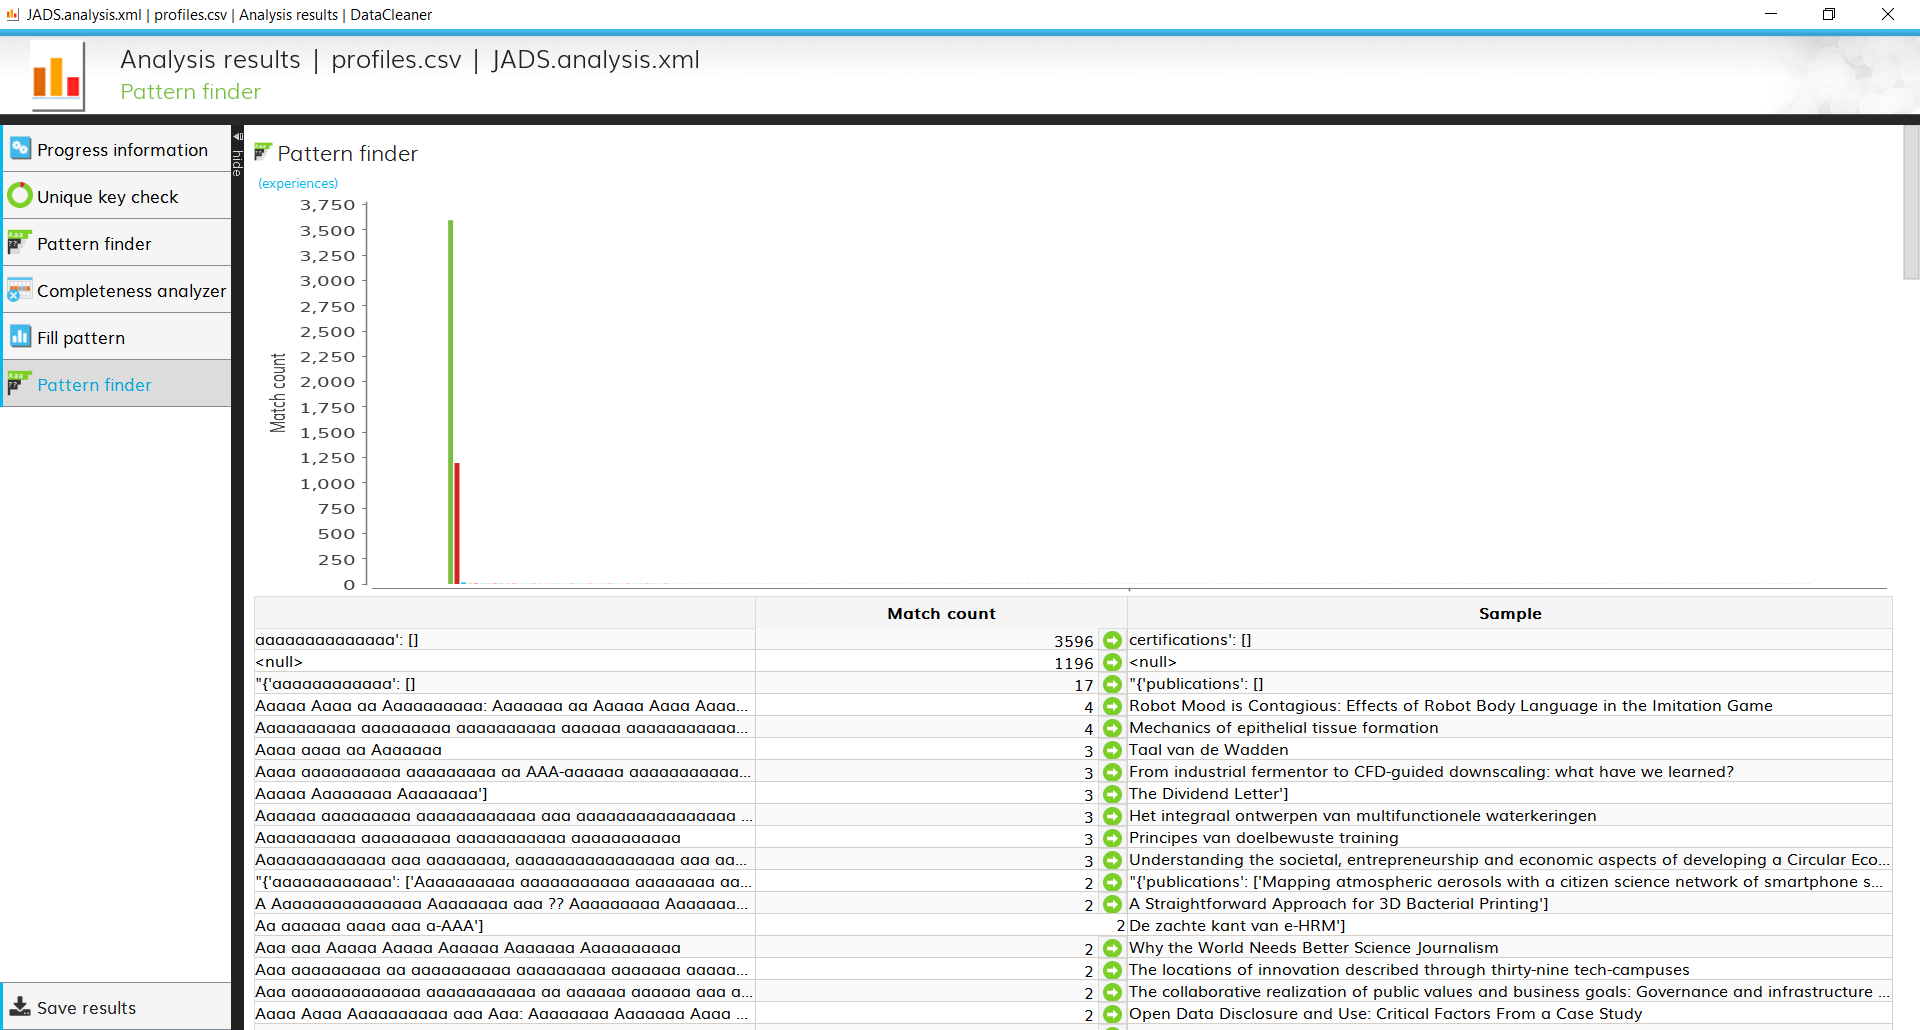 JADS.analysis.xml | profiles.csv | Analysis results | DataCleaner
Analysis results | profiles.csv | JADS.analysis.xml
Pattern finder
Progress information
Unique key check
Pattern finder
Completeness analyzer
Fill pattern
Pattern finder
Save results
hide
Pattern finder
(experiences)
Match count
3,750
3,500
3,250
3,000
2,750
2,500
2,250
2,000
1,750
1,500
1,250
1,000
750
500
250
0
Match count Sample
aaaaaaaaaaaaaa': [] 3596 certifications': []
<null> 1196 <null>
"{'aaaaaaaaaaaa': [] 17 "{'publications': []
Aaaaa Aaaa aa Aaaaaaaaaa: Aaaaaaa aa Aaaaa Aaaa Aaaa... 4 Robot Mood is Contagious: Effects of Robot Body Language in the Imitation Game
Aaaaaaaaaa aaaaaaaaa aaaaaaaaaa aaaaaa aaaaaaaaaaa... 4 Mechanics of epithelial tissue formation
Aaaa aaaa aa Aaaaaaa 3 Taal van de Wadden
Aaaa aaaaaaaaaa aaaaaaaaa aa AAA-aaaaaa aaaaaaaaaaa... 3 From industrial fermentor to CFD-guided downscaling: what have we learned?
Aaaaa Aaaaaaaa Aaaaaaaa'] 3 The Dividend Letter']
Aaaaaa aaaaaaaaa aaaaaaaaaaaa aaa aaaaaaaaaaaaaaaa ... 3 Het integraal ontwerpen van multifunctionele waterkeringen
Aaaaaaaaaa aaaaaaaaa aaaaaaaaaaa aaaaaaaaaaa 3 Principes van doelbewuste training
Aaaaaaaaaaaaa aaa aaaaaaaa, aaaaaaaaaaaaaaaa aaa aa... 3 Understanding the societal, entrepreneurship and economic aspects of developing a Circular Eco...
"{'aaaaaaaaaaaa': ['Aaaaaaaaaa aaaaaaaaaaa aaaaaaaa aa... 2 "{'publications': ['Mapping atmospheric aerosols with a citizen science network of smartphone s...
A Aaaaaaaaaaaaaaa Aaaaaaaa aaa ?? Aaaaaaaaa Aaaaaaa... 2 A Straightforward Approach for 3D Bacterial Printing']
Aa aaaaaa aaaa aaa a-AAA'] 2 De zachte kant van e-HRM']
Aaa aaa Aaaaa Aaaaa Aaaaaa Aaaaaaa Aaaaaaaaaa 2 Why the World Needs Better Science Journalism
Aaa aaaaaaaaa aa aaaaaaaaaa aaaaaaaaa aaaaaaa aaaaa... 2 The locations of innovation described through thirty-nine tech-campuses
Aaa aaaaaaaaaaaaa aaaaaaaaaaa aa aaaaaa aaaaaa aaa a... 2 The collaborative realization of public values and business goals: Governance and infrastructure ...
Aaaa Aaaa Aaaaaaaaaa aaa Aaa: Aaaaaaaa Aaaaaaa Aaaa ... 2 Open Data Disclosure and Use: Critical Factors From a Case Study